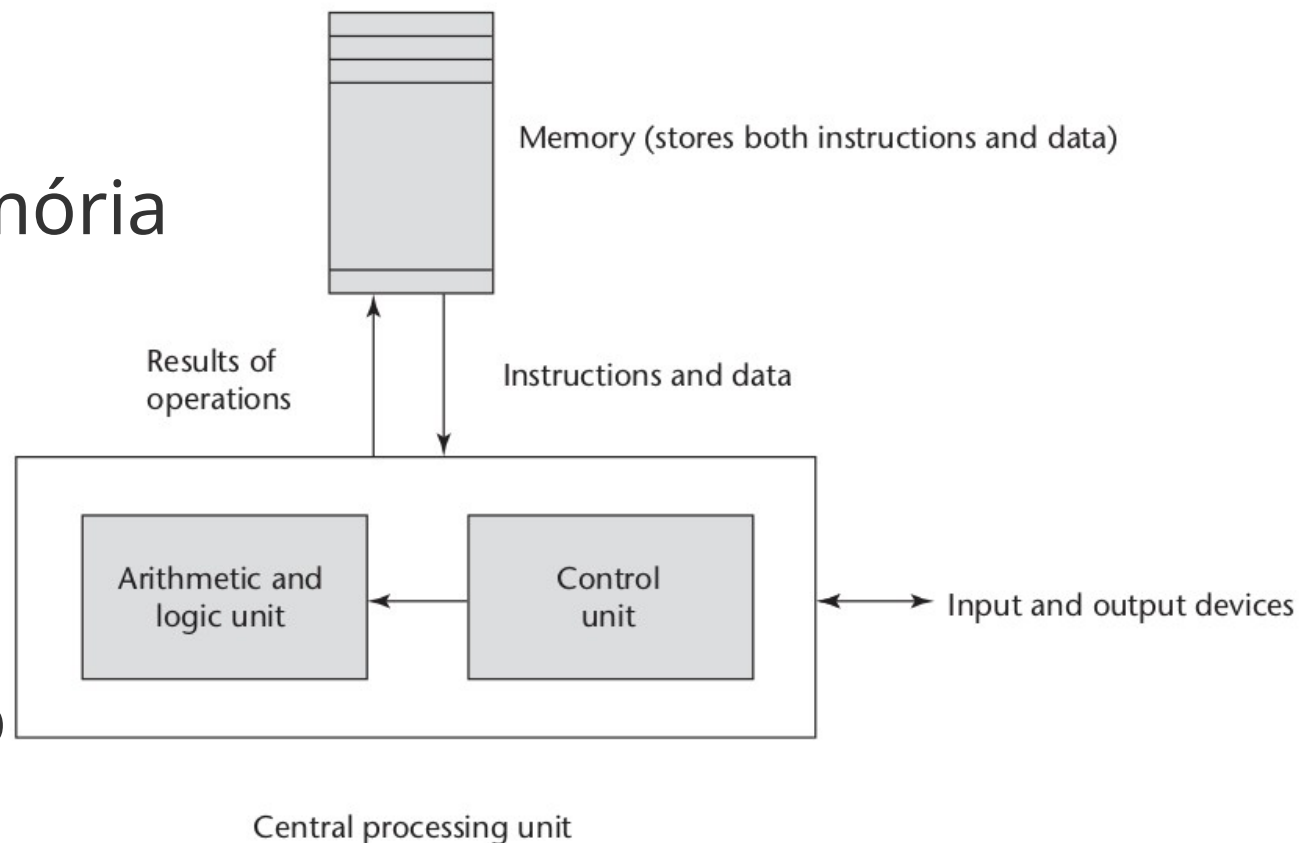 Memory (stores both instructions and data)
mória
Results of
operations
Instructions and data
Arithmetic and
logic unit
Control
unit
Input and output devices
Central processing unit